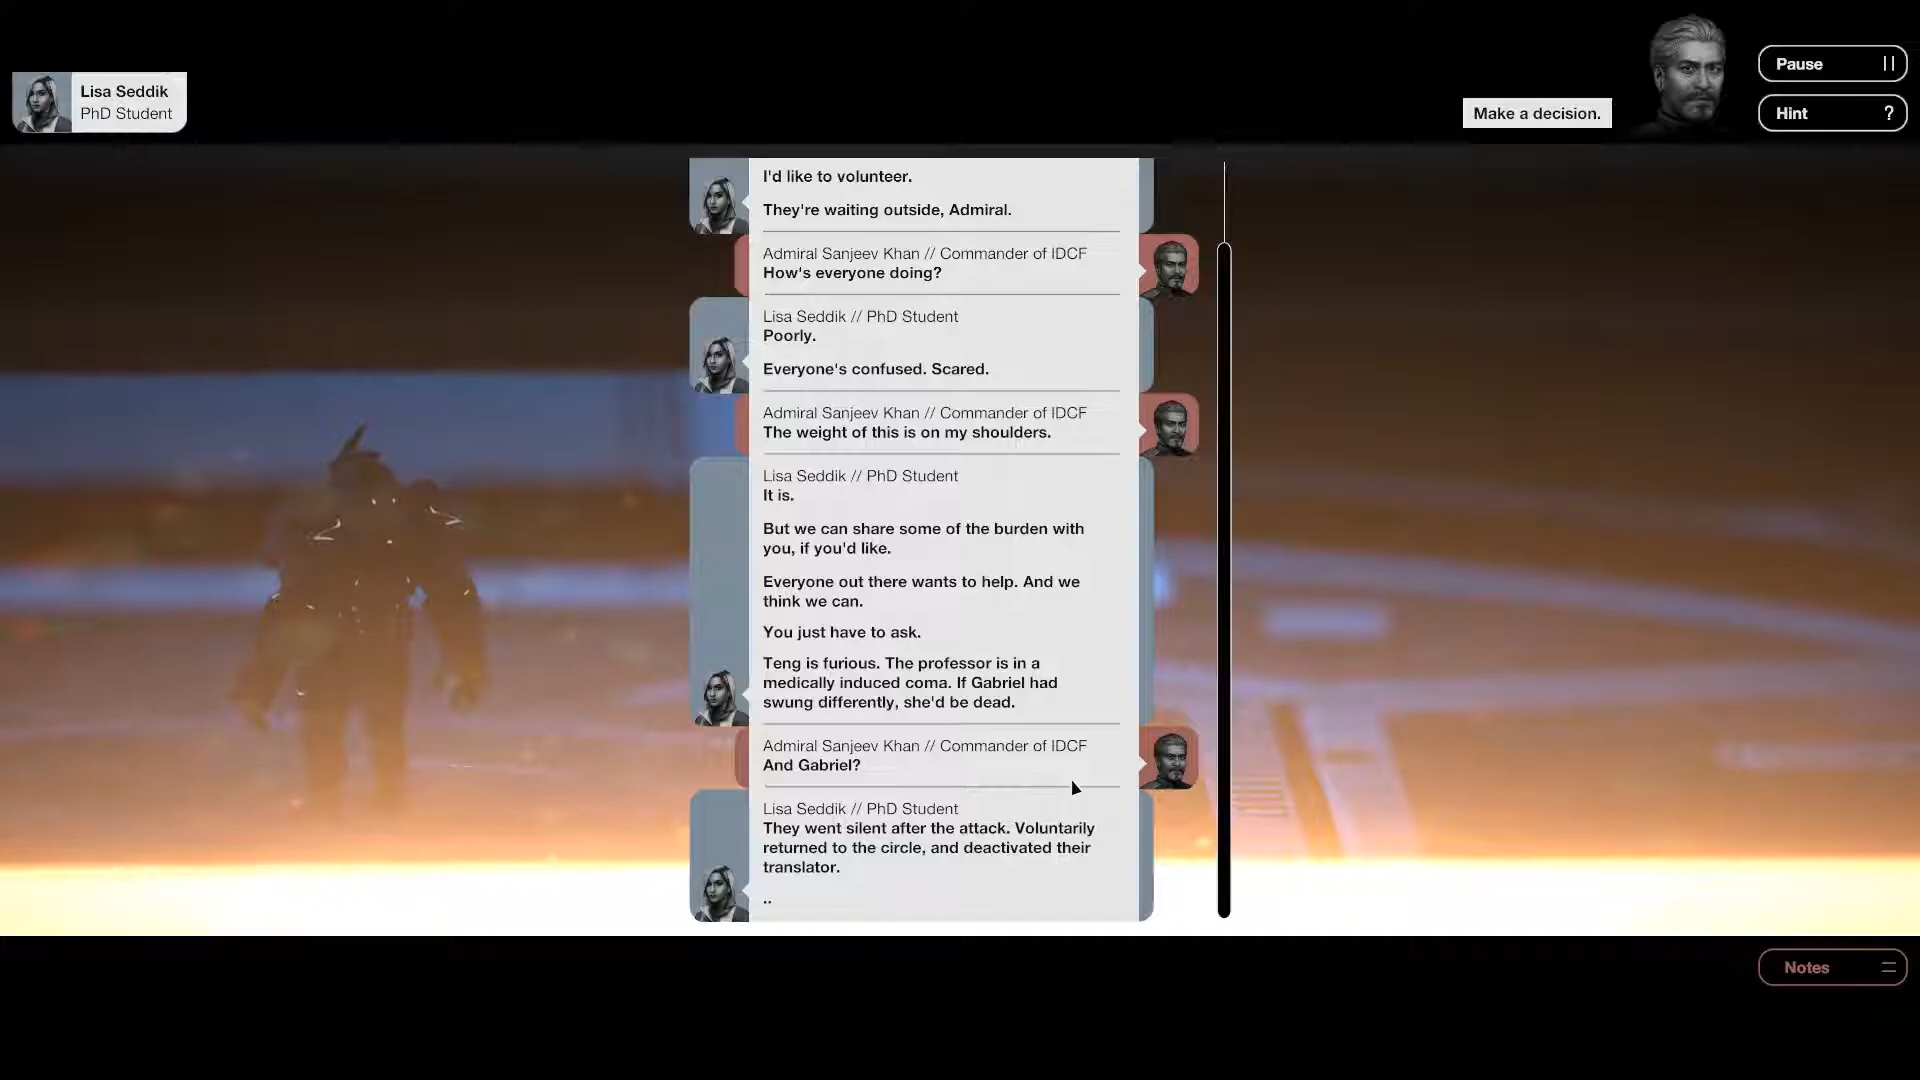 Lisa Seddik
PhD Student
Make a decision.
Pause
Hint ?
I'd like to volunteer.
They're waiting outside, Admiral.
Admiral Sanjeev Khan // Commander of IDCF
How's everyone doing?
Lisa Seddik // PhD Student
Poorly.
Everyone's confused. Scared.
Admiral Sanjeev Khan // Commander of IDCF
The weight of this is on my shoulders.
Lisa Seddik // PhD Student
It is.
But we can share some of the burden with
you, if you'd like.
Everyone out there wants to help. And we
think we can.
You just have to ask.
Teng is furious. The professor is in a
medically induced coma. If Gabriel had
swung differently, she'd be dead.
Admiral Sanjeev Khan // Commander of IDCF
And Gabriel?
Lisa Seddik // PhD Student
They went silent after the attack. Voluntarily
returned to the circle, and deactivated their
translator.
..
Notes